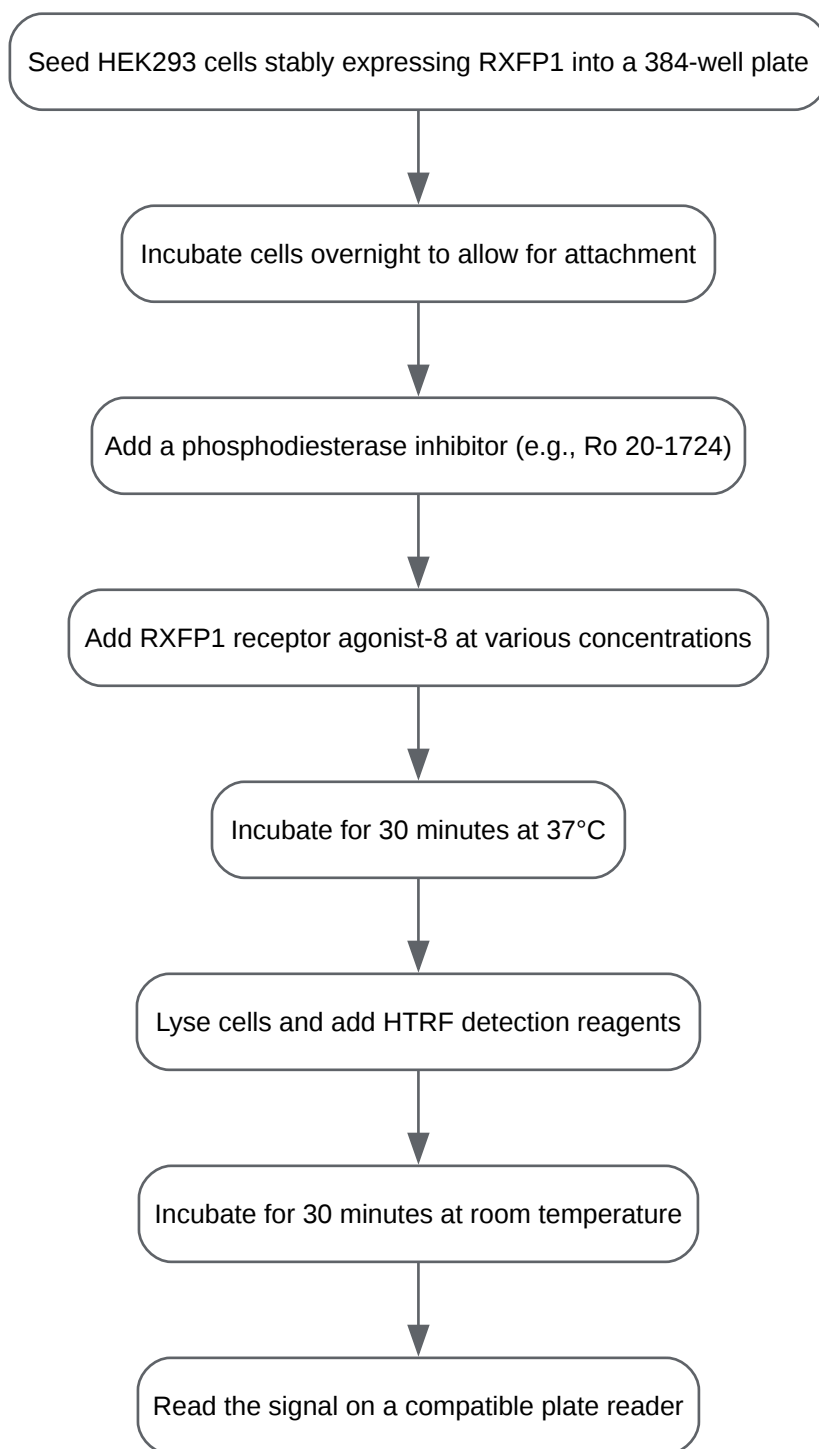 Seed HEK293 cells stably expressing RXFP1 into a 384-well plate
Incubate cells overnight to allow for attachment
Add a phosphodiesterase inhibitor (e.g., Ro 20-1724)
Add RXFP1 receptor agonist-8 at various concentrations
Incubate for 30 minutes at 37°C
Lyse cells and add HTRF detection reagents
Incubate for 30 minutes at room temperature
Read the signal on a compatible plate reader